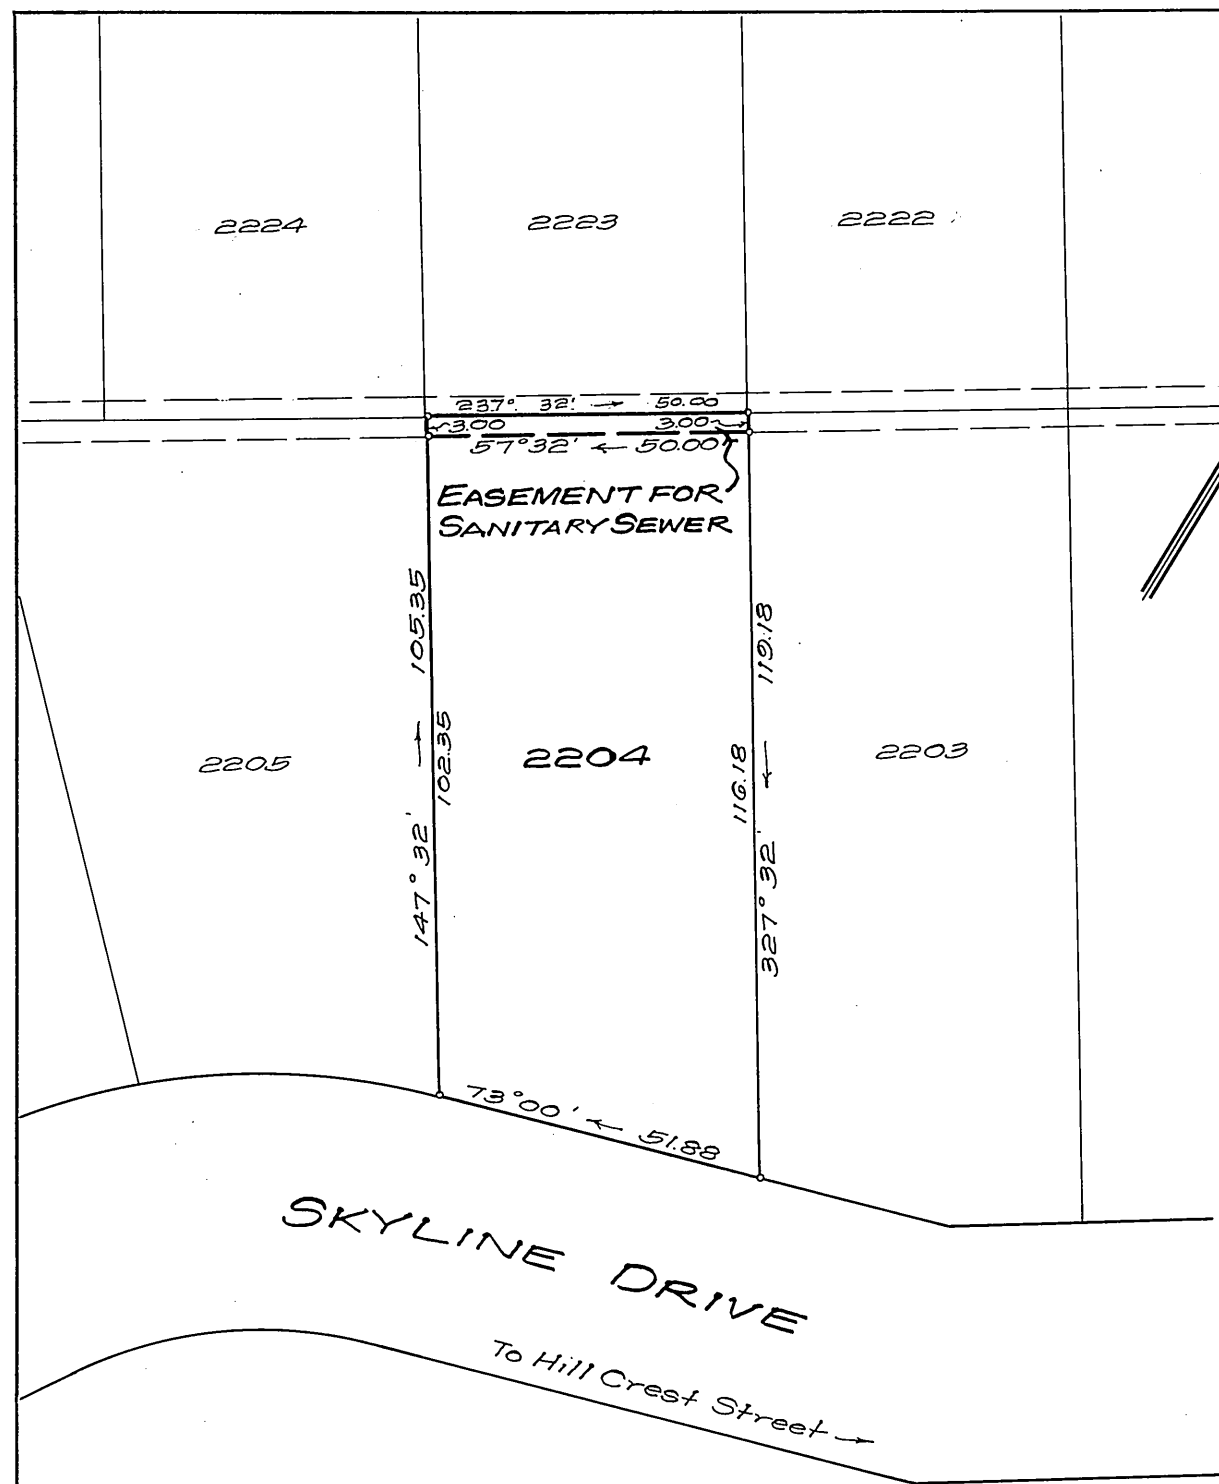 2224
2223
2222
237° 32' → 50.00
3.00
3.00
57°32' ← 50.00
EASEMENT FOR
SANITARY SEWER
105.35
119.18
102.35
116.18
147° 32'
327° 32'
2205
2204
2203
73°00' ← 51.88
SKYLINE DRIVE
To Hill Crest Street →